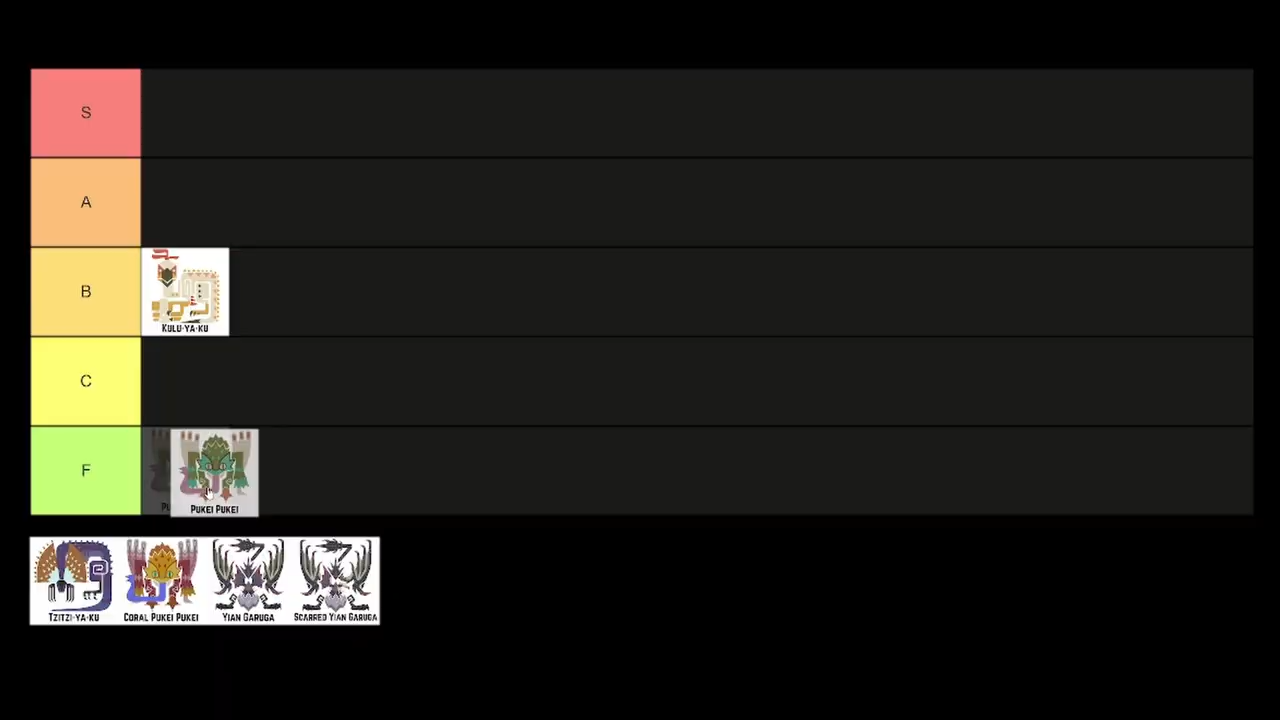 S
A
B
KULU-YA-KU
C
F
PUKEI PUKEI
TZITZI-YA-KU
CORAL PUKEI PUKEI
YIAN GARUGA
SCARRED YIAN GARUGA